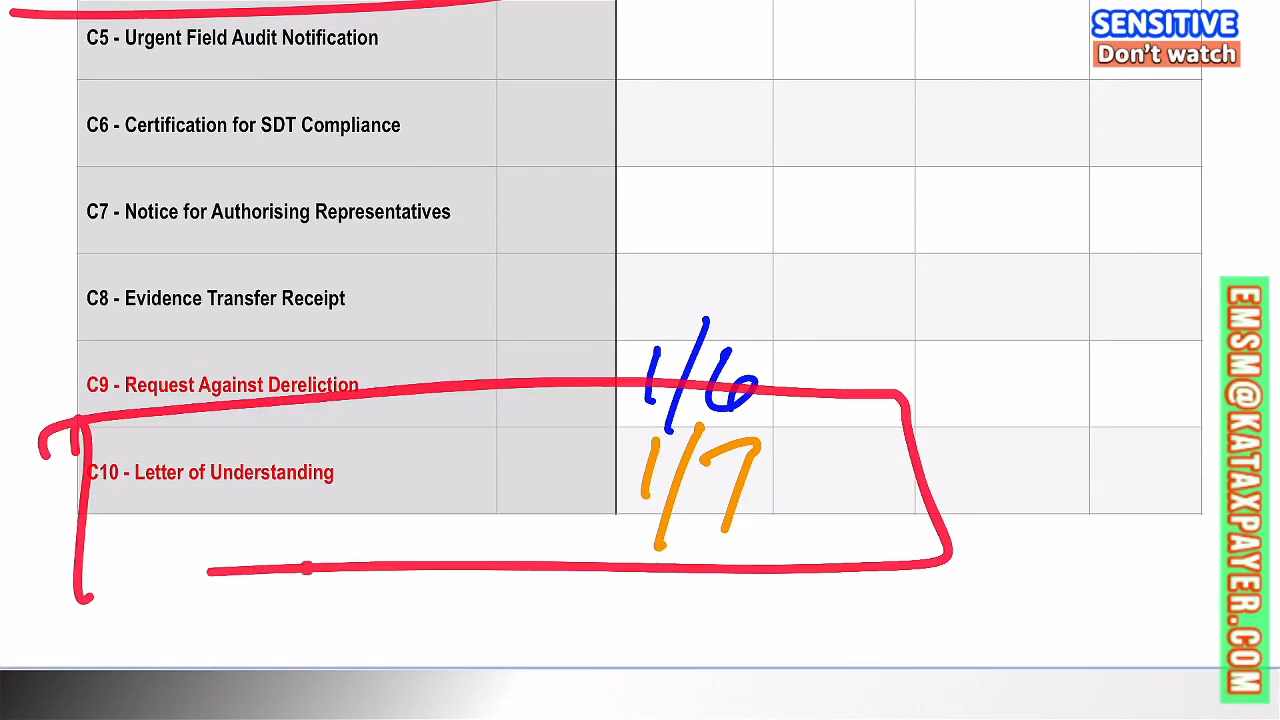 SENSITIVE
Don't watch
C5 - Urgent Field Audit Notification
C6 - Certification for SDT Compliance
C7 - Notice for Authorising Representatives
C8 - Evidence Transfer Receipt
C9 - Request Against Dereliction
1/6
C10 - Letter of Understanding
1/7
EMSM@KATAXPAYER.COM